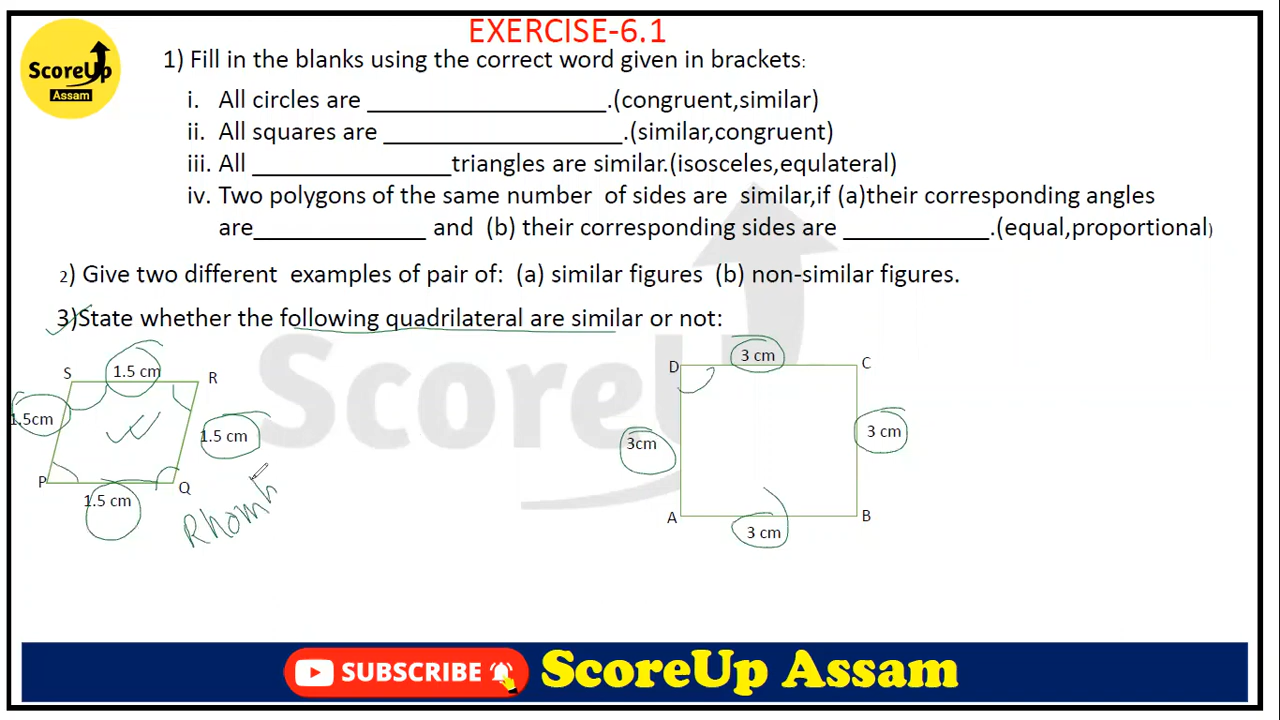 EXERCISE-6.1
ScoreUp
Assam
1) Fill in the blanks using the correct word given in brackets:
i. All circles are __________________.(congruent,similar)
ii. All squares are __________________.(similar,congruent)
iii. All _______________triangles are similar.(isosceles,equlateral)
iv. Two polygons of the same number of sides are similar,if (a)their corresponding angles
are_____________ and (b) their corresponding sides are ___________.(equal,proportional)
2) Give two different examples of pair of: (a) similar figures (b) non-similar figures.
3)State whether the following quadrilateral are similar or not:
ScoreU
S 1.5 cm R
1.5cm
1.5 cm
P Q
1.5 cm
Rhomb
D 3 cm C
3cm
3 cm
A B
3 cm
SUBSCRIBE ScoreUp Assam